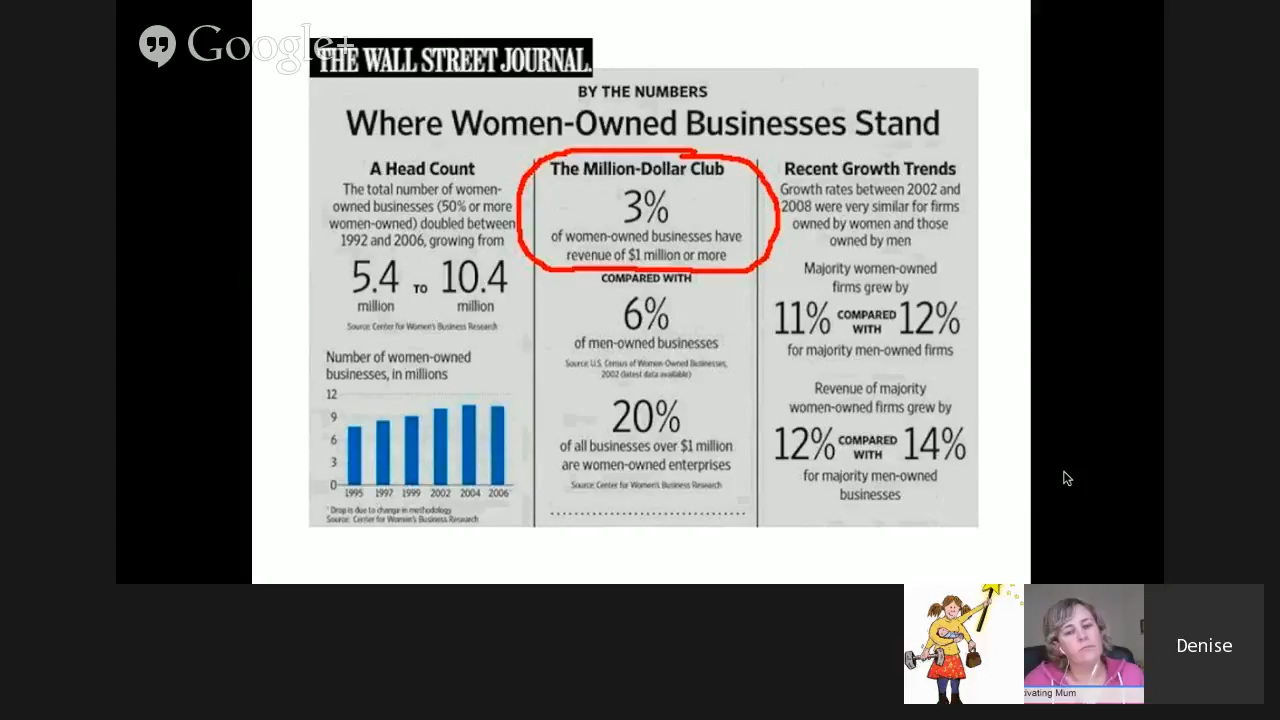 Google+
THE WALL STREET JOURNAL.
BY THE NUMBERS
Where Women-Owned Businesses Stand
A Head Count
The total number of women-
owned businesses (50% or more
women-owned) doubled between
1992 and 2006, growing from
5.4 TO 10.4
million million
Source: Center for Women's Business Research
Number of women-owned
businesses, in millions
12
9
6
3
0
1995 1997 1999 2002 2004 2006*
* Drop is due to change in methodology
Source: Center for Women's Business Research
The Million-Dollar Club
3%
of women-owned businesses have
revenue of $1 million or more
COMPARED WITH
6%
of men-owned businesses
Source: U.S. Census of Women-Owned Businesses,
2002 (latest data available)
20%
of all businesses over $1 million
are women-owned enterprises
Source: Center for Women's Business Research
Recent Growth Trends
Growth rates between 2002 and
2008 were very similar for firms
owned by women and those
owned by men
Majority women-owned
firms grew by
11% COMPARED WITH 12%
for majority men-owned firms
Revenue of majority
women-owned firms grew by
12% COMPARED WITH 14%
for majority men-owned
businesses
ivating Mum
Denise